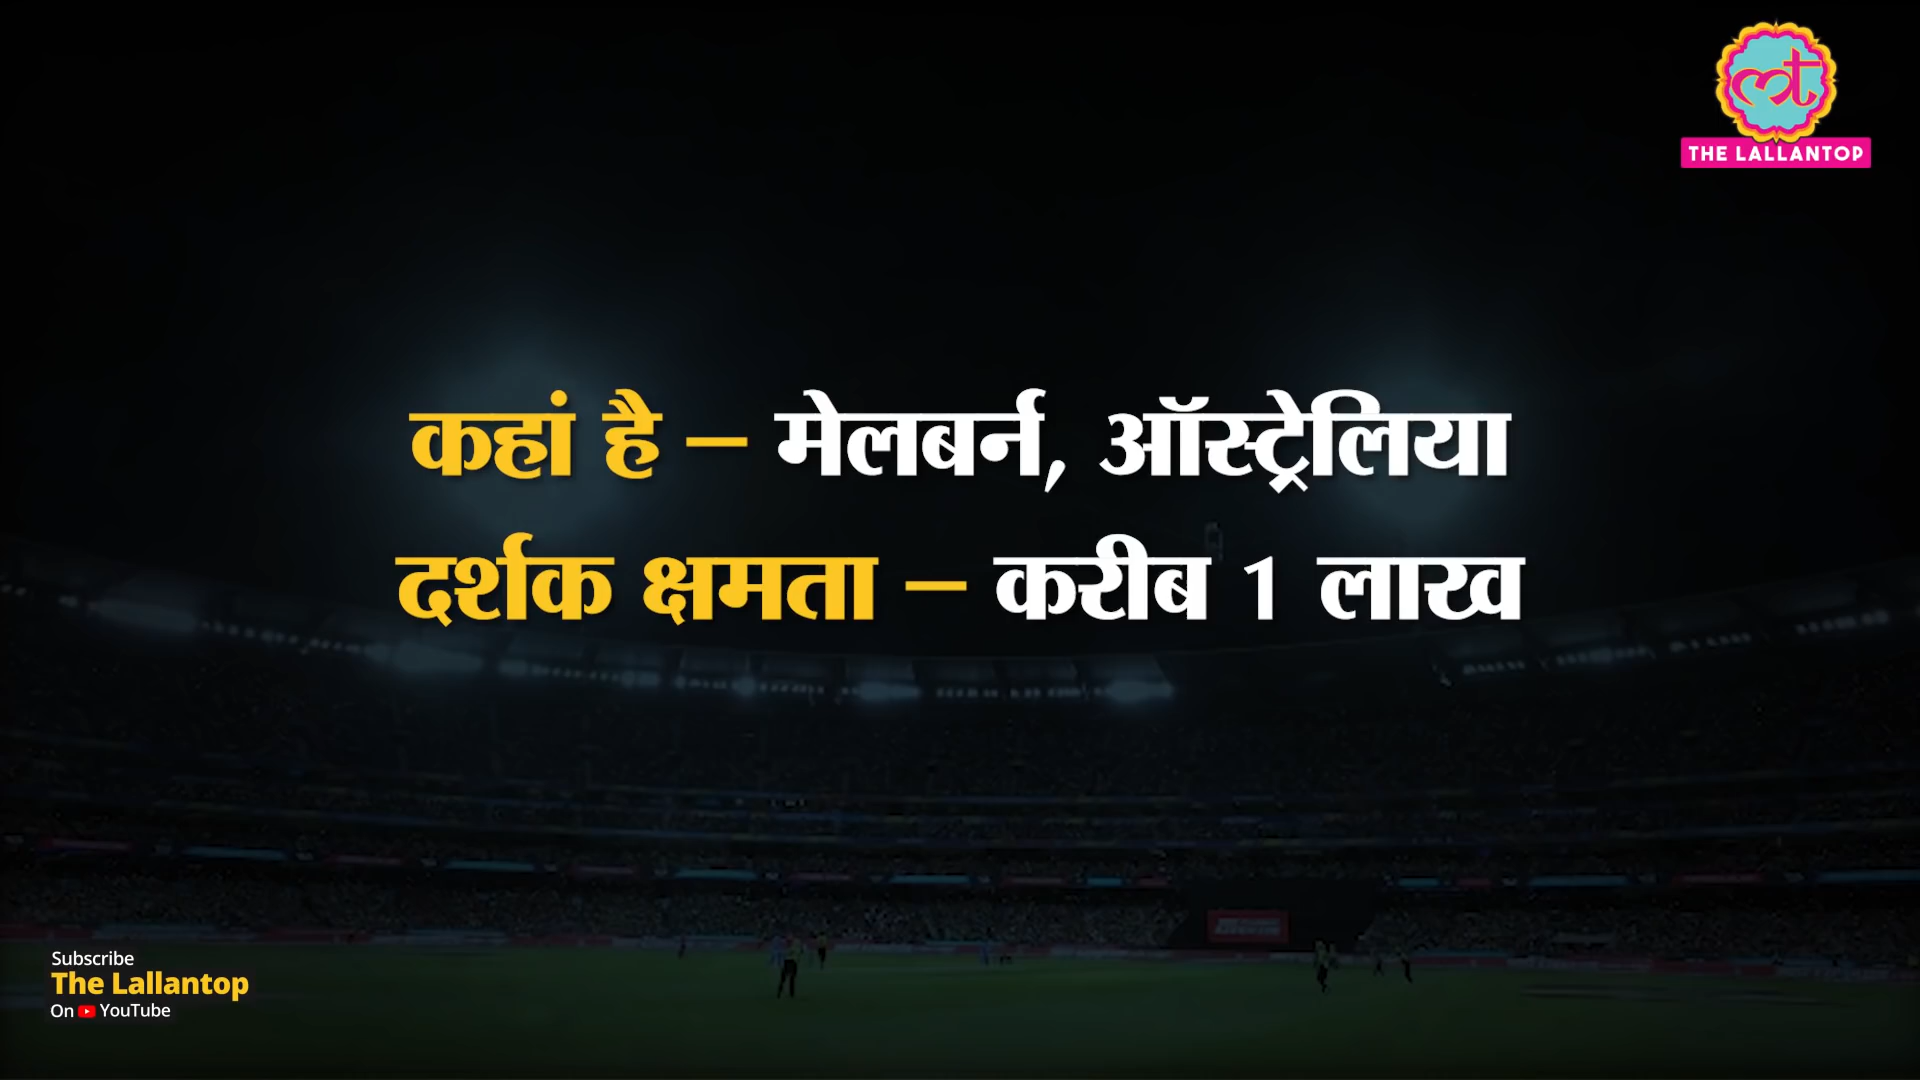 THE LALLANTOP
कहां है – मेलबर्न, ऑस्ट्रेलिया
दर्शक क्षमता – करीब 1 लाख
Subscribe
The Lallantop
On YouTube